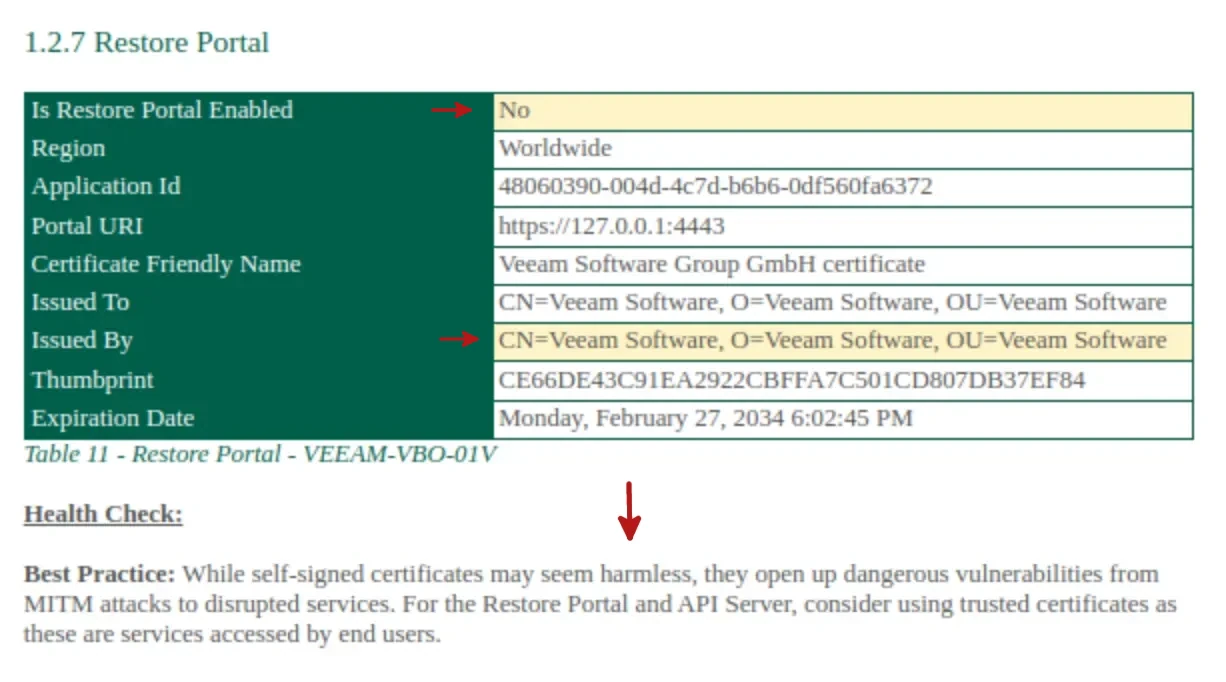 1.2.7 Restore Portal
Is Restore Portal Enabled No
Region Worldwide
Application Id 48060390-004d-4c7d-b6b6-0df560fa6372
Portal URI https://127.0.0.1:4443
Certificate Friendly Name Veeam Software Group GmbH certificate
Issued To CN=Veeam Software, O=Veeam Software, OU=Veeam Software
Issued By CN=Veeam Software, O=Veeam Software, OU=Veeam Software
Thumbprint CE66DE43C91EA2922CBFFA7C501CD807DB37EF84
Expiration Date Monday, February 27, 2034 6:02:45 PM
Table 11 - Restore Portal - VEEAM-VBO-01V
Health Check:
Best Practice: While self-signed certificates may seem harmless, they open up dangerous vulnerabilities from
MITM attacks to disrupted services. For the Restore Portal and API Server, consider using trusted certificates as
these are services accessed by end users.